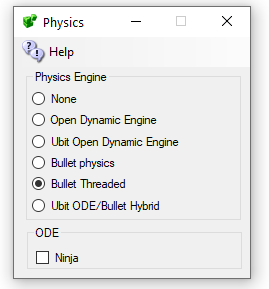 Physics
Help
Physics Engine
None
Open Dynamic Engine
Ubit Open Dynamic Engine
Bullet physics
Bullet Threaded
Ubit ODE/Bullet Hybrid
ODE
Ninja